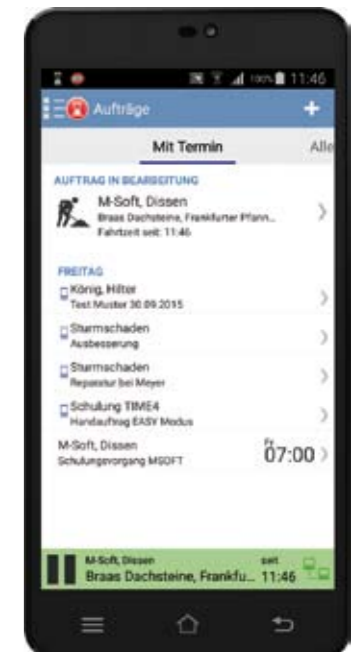 100% 11:46
Aufträge +
Mit Termin Alle
AUFTRAG IN BEARBEITUNG
M-Soft, Dissen
Braas Dachsteine, Frankfurter Pfann...
Fahrtzeit seit: 11:46
FREITAG
König, Hilter
Test Muster 30.09.2015
Sturmschaden
Ausbesserung
Sturmschaden
Reparatur bei Meyer
Schulung TIME4
Handauftrag EASY Modus
M-Soft, Dissen
Fr
07:00
Schulungsvorgang MSOFT
M-Soft, Dissen seit
Braas Dachsteine, Frankfu... 11:46